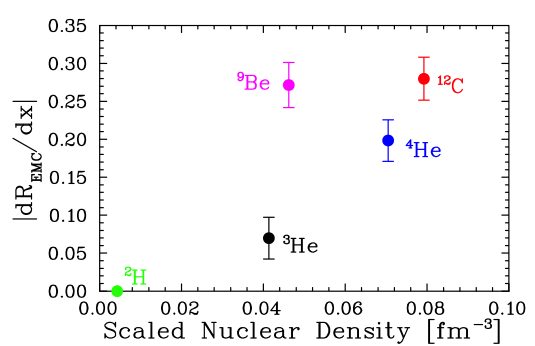 0.35
0.30
0.25
0.20
0.15
0.10
0.05
0.00
|dR_EMC/dx|
⁹Be
¹²C
⁴He
³He
²H
0.00 0.02 0.04 0.06 0.08 0.10
Scaled Nuclear Density [fm⁻³]